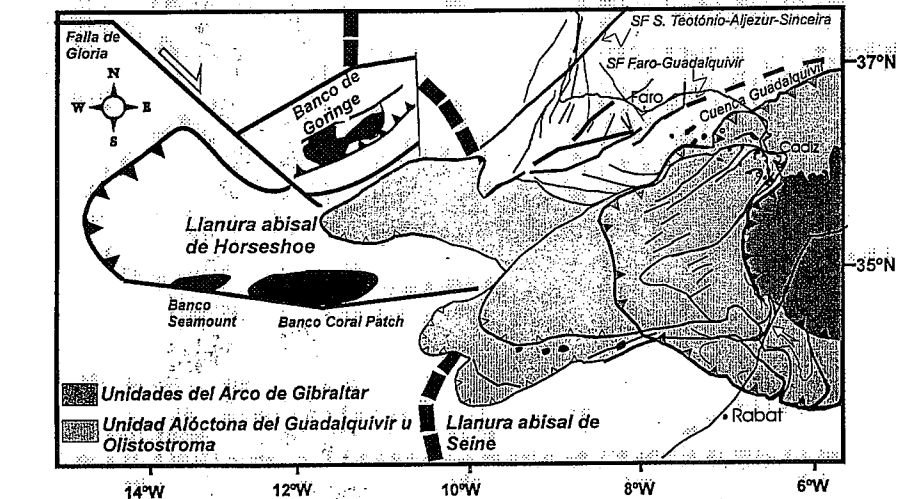 SF S. Teotónio-Aljezur-Sinceira
Falla de
Gloria
37ºN
SF Faro-Guadalquivir
N
W E
S
Banco de
Gorringe
Faro
Cuenca Guadalquivir
Cadiz
Llanura abisal
de Horseshoe
35ºN
Banco
Seamount
Banco Coral Patch
Unidades del Arco de Gibraltar
Unidad Alóctona del Guadalquivir u
Olistostroma
Llanura abisal de
Seine
Rabat
14ºW 12ºW 10ºW 8ºW 6ºW